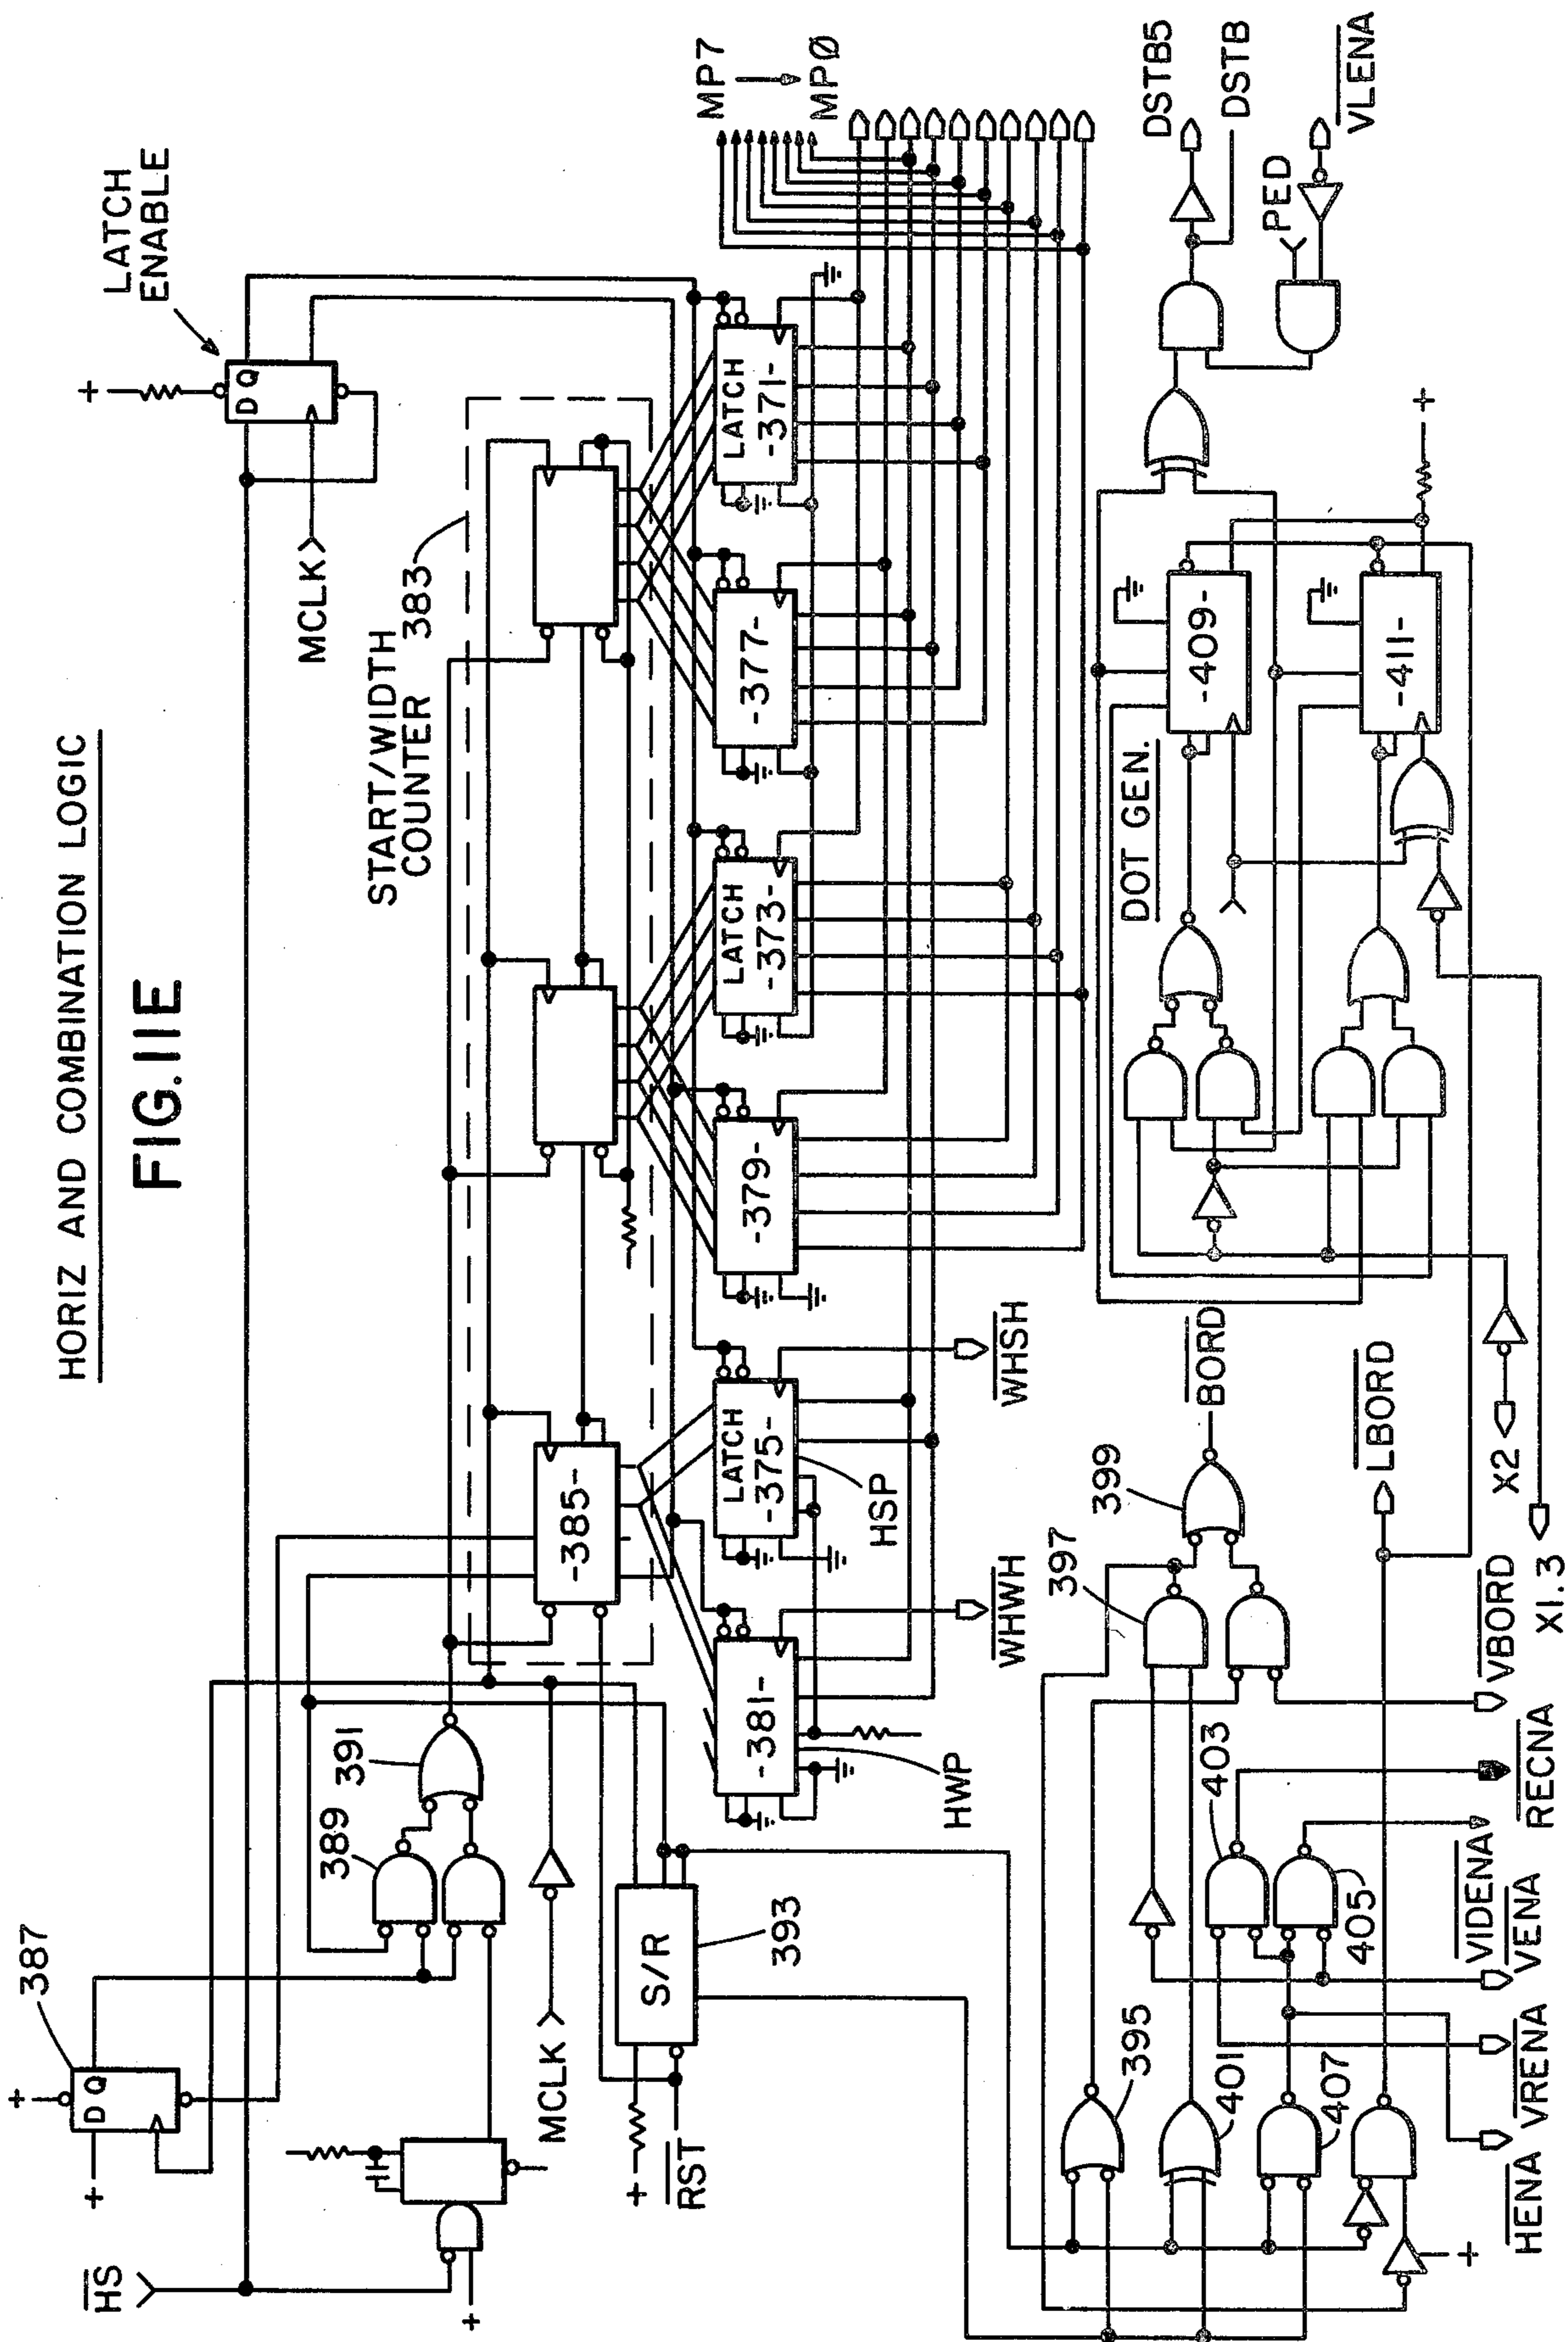 HORIZ AND COMBINATION LOGIC
FIG. IIE
LATCH
ENABLE
D Q
+
MCLK
START/WIDTH
COUNTER 383
MP7
MPØ
LATCH
-371-
-377-
LATCH
-373-
-379-
LATCH
-375-
-381-
-385-
HSP
HWP
WHSH
WHWH
387
+
D Q
+
389
391
HS
+
MCLK
S/R
393
+
RST
DSTB5
DSTB
PED
VLENA
+
-409-
-411-
DOT GEN.
X2
X1.3
BORD
LBORD
399
397
VBORD
RECNA
403
405
VIDENA
VENA
VRENA
HENA
395
401
407
+